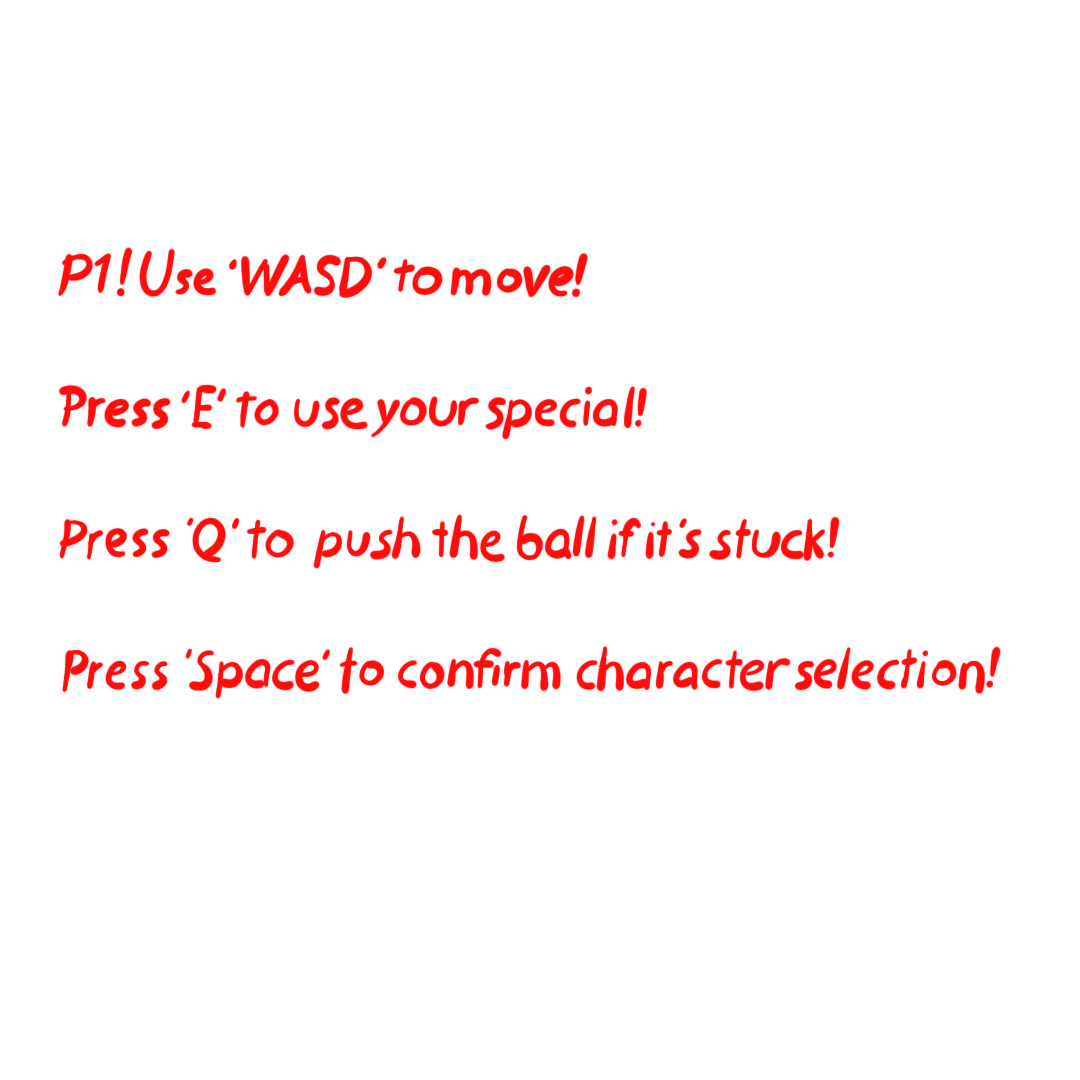 P1! Use 'WASD' to move!
Press 'E' to use your special!
Press 'Q' to push the ball if it's stuck!
Press 'Space' to confirm character selection!